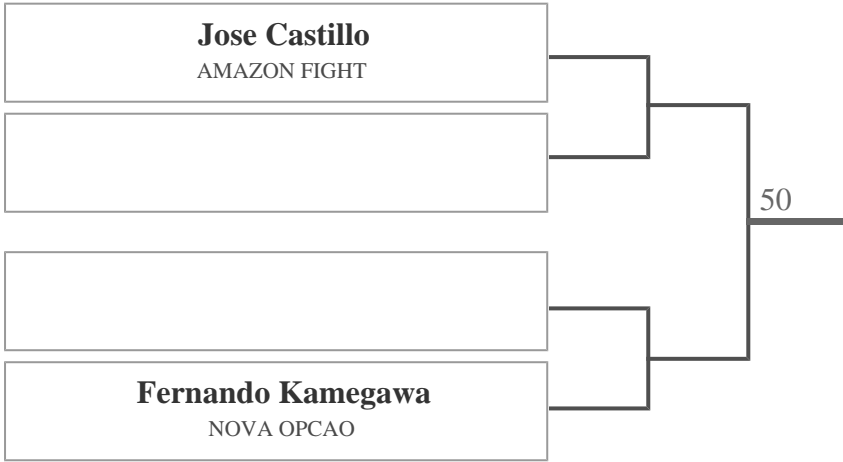 Jose Castillo
AMAZON FIGHT
50
Fernando Kamegawa
NOVA OPCAO